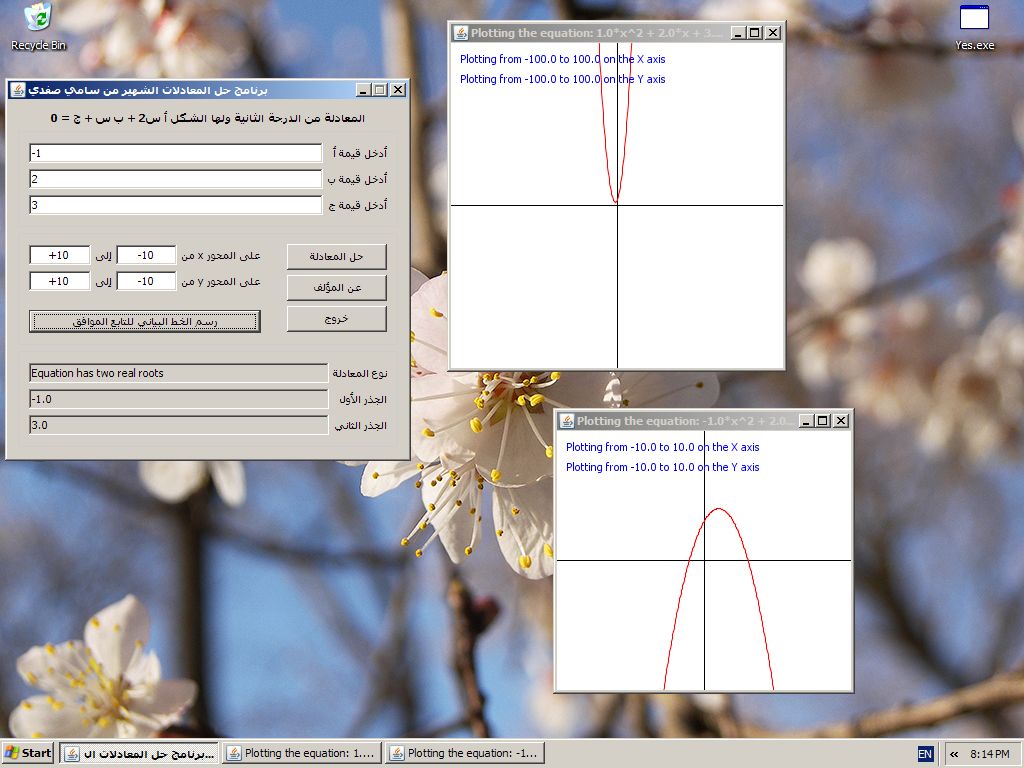 Recycle Bin
Yes.exe
برنامج حل المعادلات الشهير من سامي صفدي
المعادلة من الدرجة الثانية ولها الشكل أ س2 + ب س + ج = 0
أدخل قيمة أ
-1
أدخل قيمة ب
2
أدخل قيمة ج
3
على المحور x من -10 إلى +10
على المحور y من -10 إلى +10
حل المعادلة
عن المؤلف
خروج
رسم الخط البياني للتابع الموافق
نوع المعادلة
Equation has two real roots
الجذر الأول
-1.0
الجذر الثاني
3.0
Plotting the equation: 1.0*x^2 + 2.0*x + 3....
Plotting from -100.0 to 100.0 on the X axis
Plotting from -100.0 to 100.0 on the Y axis
Plotting the equation: -1.0*x^2 + 2.0...
Plotting from -10.0 to 10.0 on the X axis
Plotting from -10.0 to 10.0 on the Y axis
Start
برنامج حل المعادلات ال...
Plotting the equation: 1....
Plotting the equation: -1...
EN
«
8:14 PM